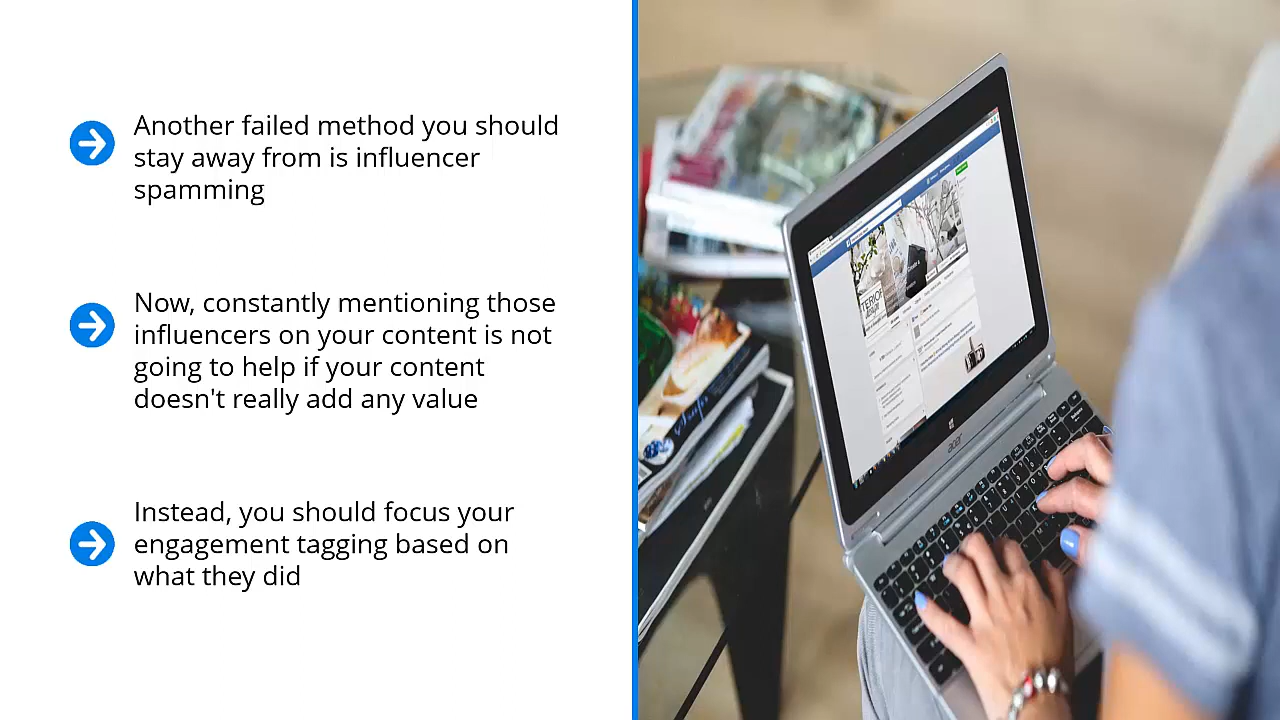 Another failed method you should
stay away from is influencer
spamming
Now, constantly mentioning those
influencers on your content is not
going to help if your content
doesn't really add any value
Instead, you should focus your
engagement tagging based on
what they did
acer